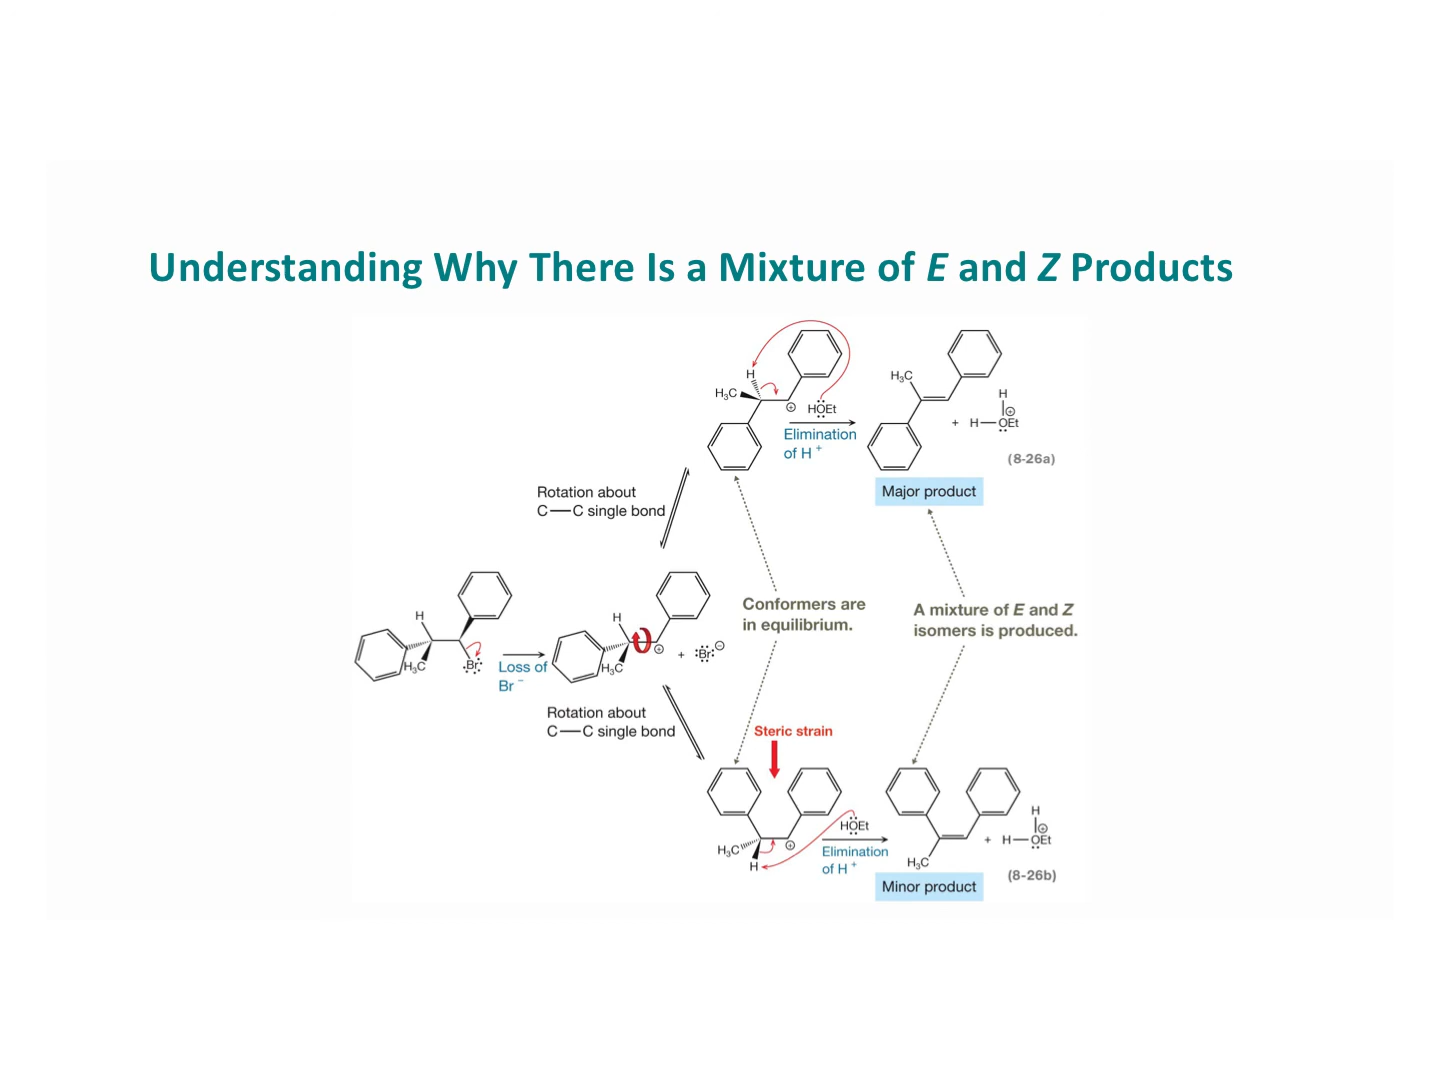 Understanding Why There Is a Mixture of E and Z Products
H
H₃C
⊕
HÖEt
Elimination
of H⁺
H₃C
H
⊕
+ H—OEt
(8-26a)
Major product
Rotation about
C—C single bond
Conformers are
in equilibrium.
A mixture of E and Z
isomers is produced.
H
H₃C
Br
Loss of
Br⁻
H
H₃C
⊕
+ :Br:⊖
Rotation about
C—C single bond
Steric strain
H₃C
H
⊕
HÖEt
Elimination
of H⁺
H₃C
H
⊕
+ H—OEt
(8-26b)
Minor product